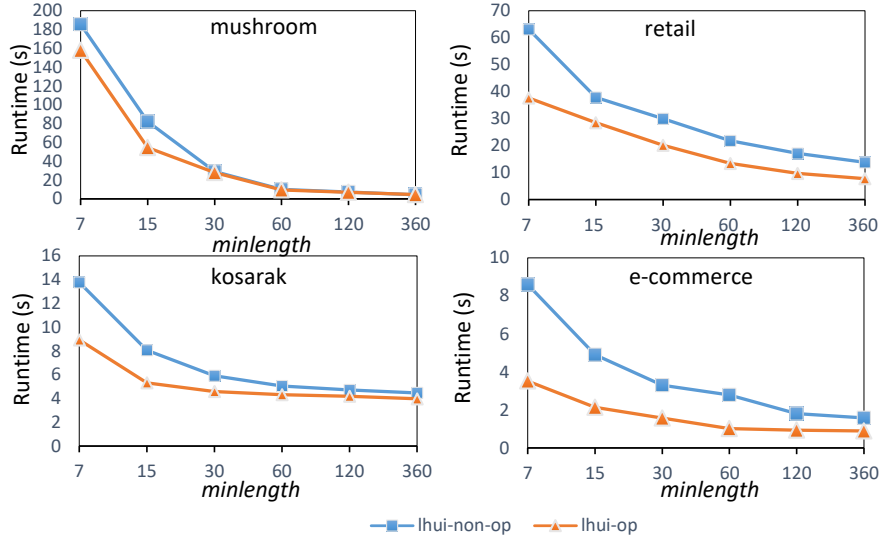 mushroom
Runtime (s)
200
180
160
140
120
100
80
60
40
20
0
7 15 30 60 120 360
minlength
retail
Runtime (s)
70
60
50
40
30
20
10
0
7 15 30 60 120 360
minlength
kosarak
Runtime (s)
16
14
12
10
8
6
4
2
0
7 15 30 60 120 360
minlength
e-commerce
Runtime (s)
10
8
6
4
2
0
7 15 30 60 120 360
minlength
lhui-non-op lhui-op